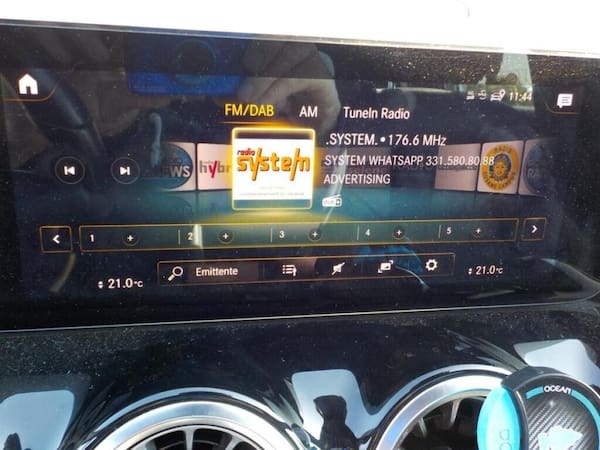 11:44
FM/DAB AM TuneIn Radio
.SYSTEM. • 176.6 MHz
SYSTEM WHATSAPP 331.580.80.88
ADVERTISING
NEWS
hybr
radio
system
1 + 2 + 3 + 4 + 5 +
Emittente
21.0°C
21.0°C
OCEAN